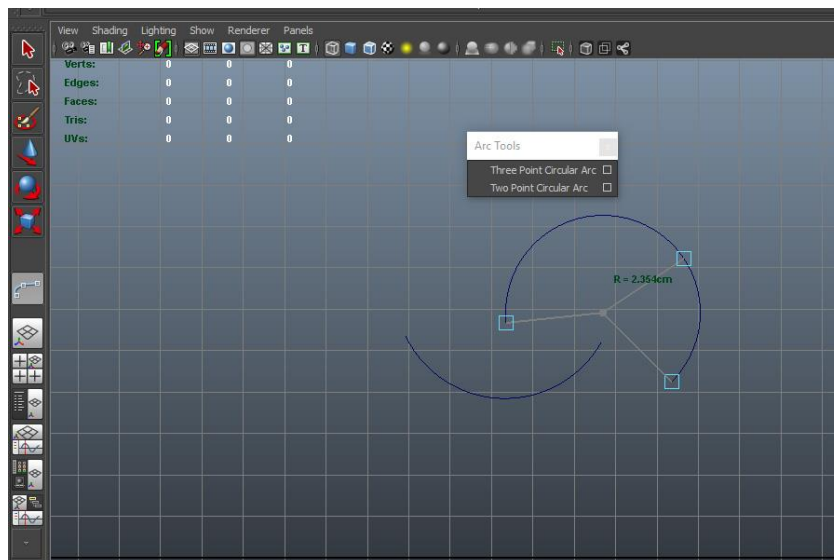 View Shading Lighting Show Renderer Panels
Verts: 0 0 0
Edges: 0 0 0
Faces: 0 0 0
Tris: 0 0 0
UVs: 0 0 0
Arc Tools
Three Point Circular Arc
Two Point Circular Arc
R = 2.354cm